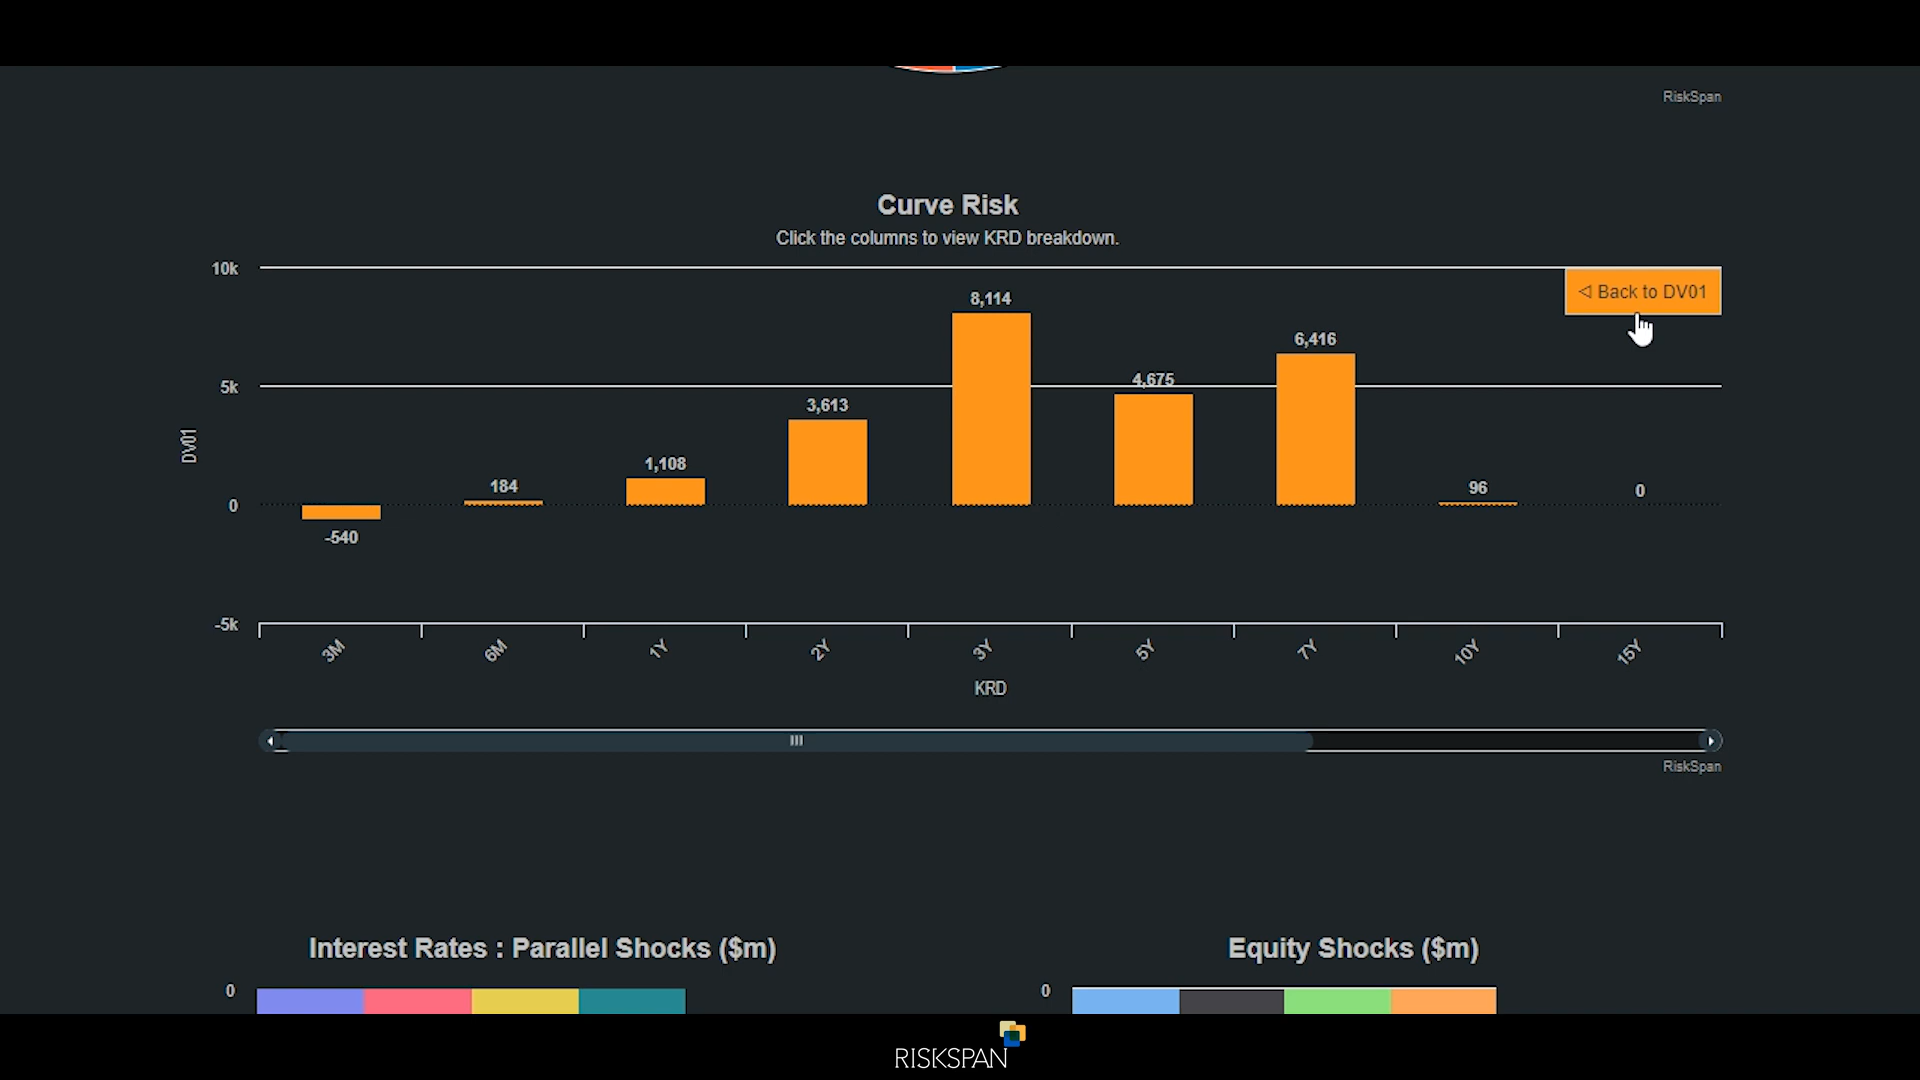 RiskSpan
Curve Risk
Click the columns to view KRD breakdown.
10k
◁ Back to DV01
8,114
6,416
5k
4,675
3,613
DV01
1,108
184
96
0
0
-540
-5k
3M 6M 1Y 2Y 3Y 5Y 7Y 10Y 15Y
KRD
RiskSpan
Interest Rates : Parallel Shocks ($m)
Equity Shocks ($m)
0
0
RISKSPAN